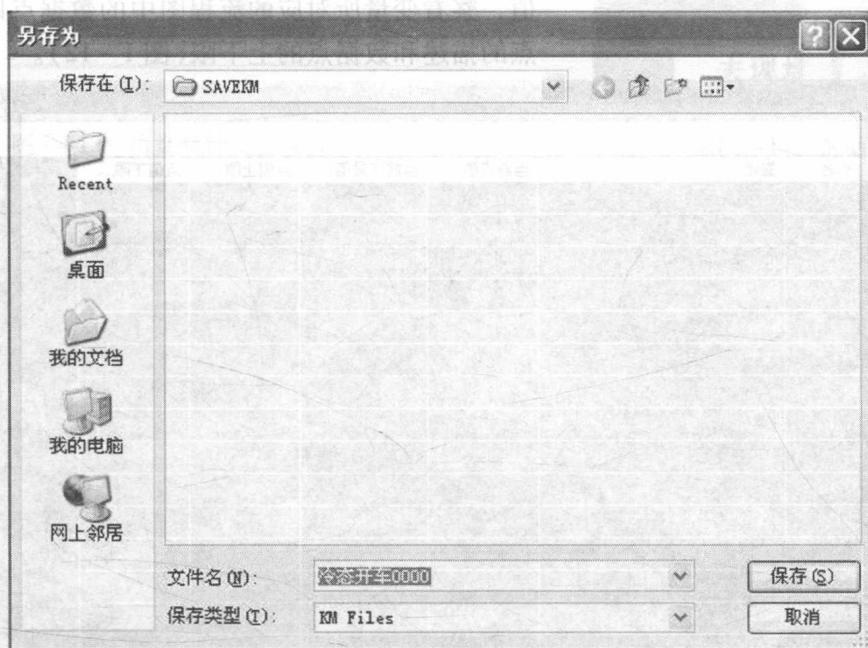 另存为
保存在(I): SAVEKM
Recent
桌面
我的文档
我的电脑
网上邻居
文件名(N): 冷态开车0000 保存(S)
保存类型(T): KM Files 取消